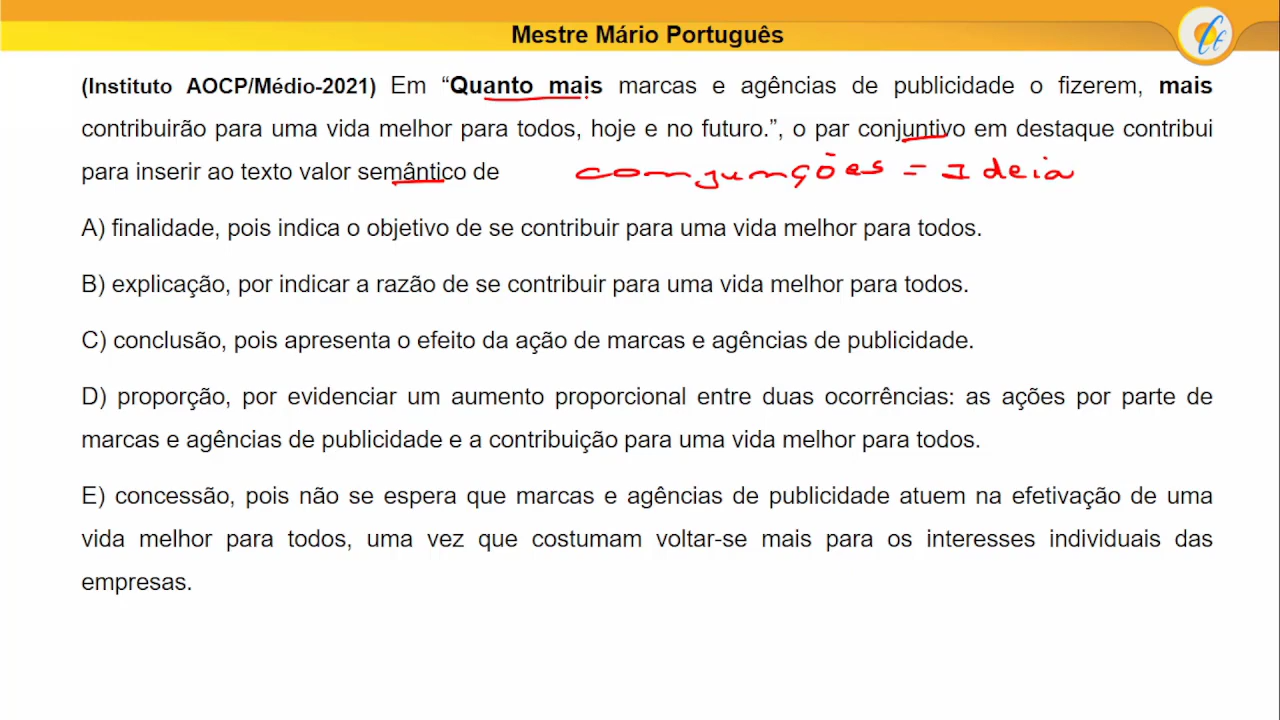 Mestre Mário Português
(Instituto AOCP/Médio-2021) Em “Quanto mais marcas e agências de publicidade o fizerem, mais
contribuirão para uma vida melhor para todos, hoje e no futuro.”, o par conjuntivo em destaque contribui
para inserir ao texto valor semântico de
conjunções = Ideia
A) finalidade, pois indica o objetivo de se contribuir para uma vida melhor para todos.
B) explicação, por indicar a razão de se contribuir para uma vida melhor para todos.
C) conclusão, pois apresenta o efeito da ação de marcas e agências de publicidade.
D) proporção, por evidenciar um aumento proporcional entre duas ocorrências: as ações por parte de
marcas e agências de publicidade e a contribuição para uma vida melhor para todos.
E) concessão, pois não se espera que marcas e agências de publicidade atuem na efetivação de uma
vida melhor para todos, uma vez que costumam voltar-se mais para os interesses individuais das
empresas.